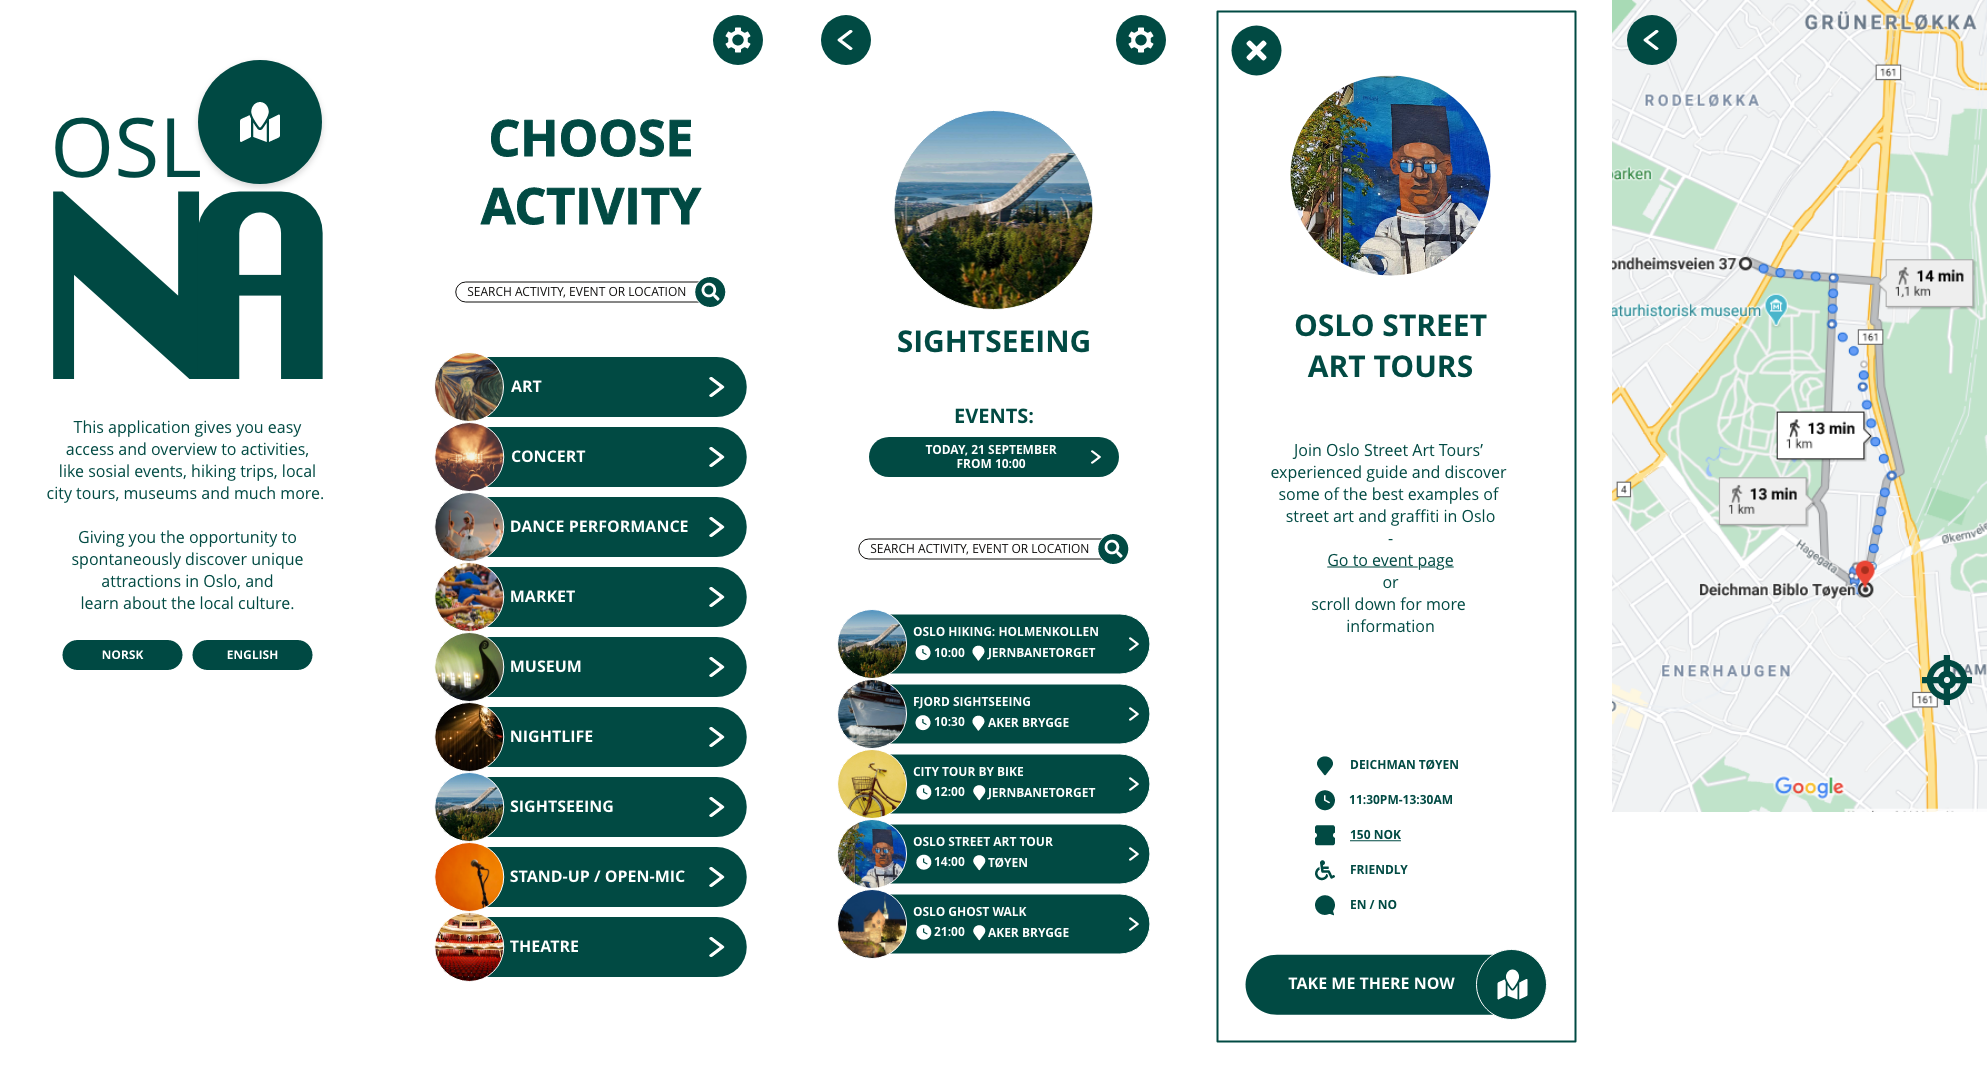 OSL
NA
This application gives you easy
access and overview to activities,
like sosial events, hiking trips, local
city tours, museums and much more.
Giving you the opportunity to
spontaneously discover unique
attractions in Oslo, and
learn about the local culture.
NORSK
ENGLISH
CHOOSE
ACTIVITY
SEARCH ACTIVITY, EVENT OR LOCATION
ART
CONCERT
DANCE PERFORMANCE
MARKET
MUSEUM
NIGHTLIFE
SIGHTSEEING
STAND-UP / OPEN-MIC
THEATRE
SIGHTSEEING
EVENTS:
TODAY, 21 SEPTEMBER
FROM 10:00
SEARCH ACTIVITY, EVENT OR LOCATION
OSLO HIKING: HOLMENKOLLEN
10:00 JERNBANETORGET
FJORD SIGHTSEEING
10:30 AKER BRYGGE
CITY TOUR BY BIKE
12:00 JERNBANETORGET
OSLO STREET ART TOUR
14:00 TØYEN
OSLO GHOST WALK
21:00 AKER BRYGGE
OSLO STREET
ART TOURS
Join Oslo Street Art Tours’
experienced guide and discover
some of the best examples of
street art and graffiti in Oslo
-
Go to event page
or
scroll down for more
information
DEICHMAN TØYEN
11:30PM-13:30AM
150 NOK
FRIENDLY
EN / NO
TAKE ME THERE NOW
GRÜNERLØKKA
161
RODELØKKA
arken
ondheimsveien 37
14 min
1,1 km
aturhistorisk museum
161
13 min
1 km
13 min
1 km
4
Hagegata
Økernvei
Deichman Biblo Tøyen
ENERHAUGEN
AM
161
Google